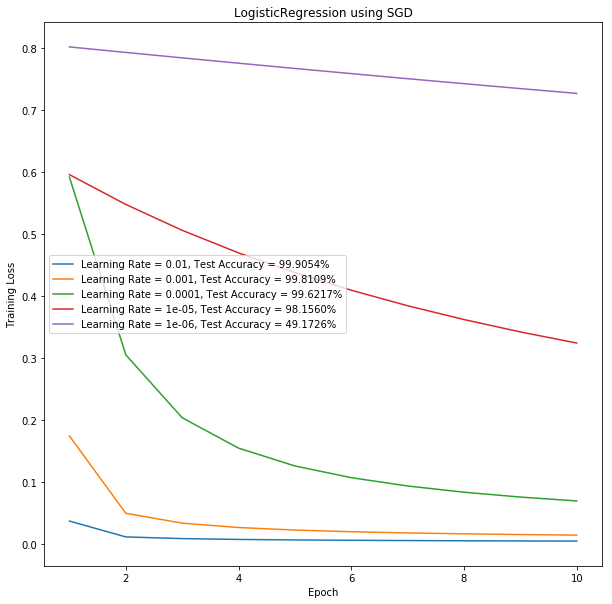 LogisticRegression using SGD
0.8
0.7
0.6
0.5
0.4
0.3
0.2
0.1
0.0
Training Loss
Learning Rate = 0.01, Test Accuracy = 99.9054%
Learning Rate = 0.001, Test Accuracy = 99.8109%
Learning Rate = 0.0001, Test Accuracy = 99.6217%
Learning Rate = 1e-05, Test Accuracy = 98.1560%
Learning Rate = 1e-06, Test Accuracy = 49.1726%
2 4 6 8 10
Epoch